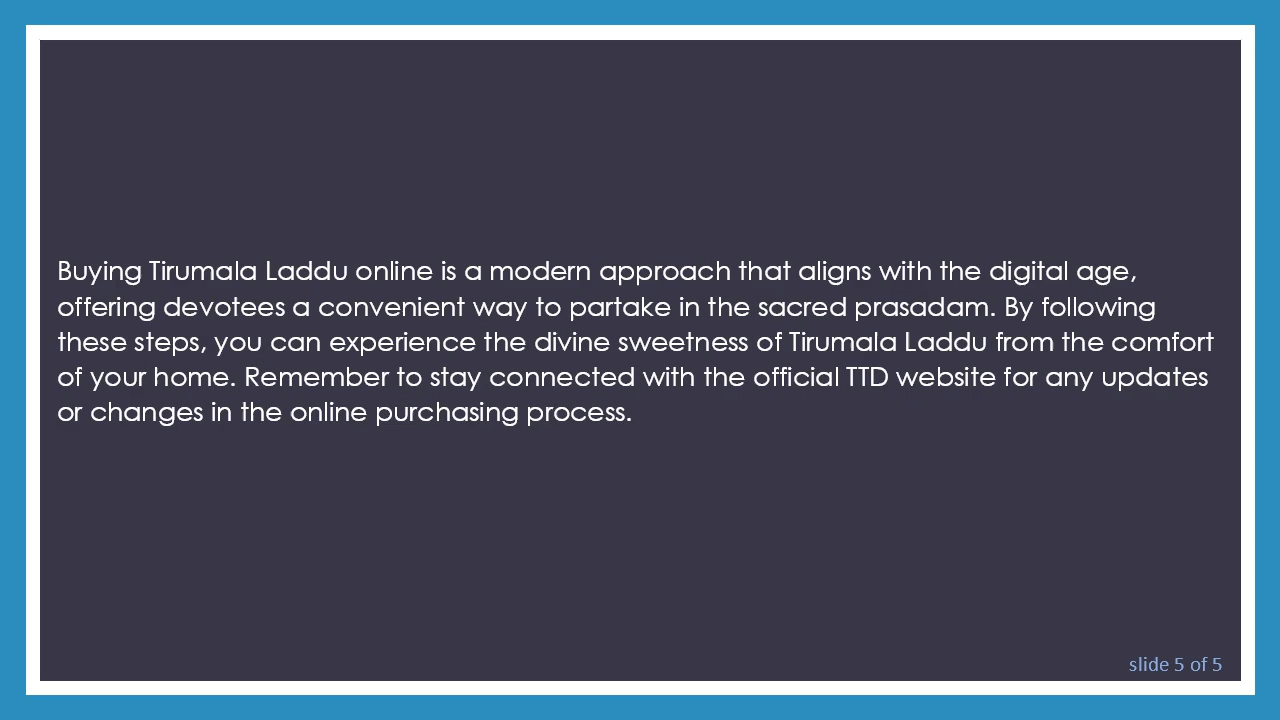 Buying Tirumala Laddu online is a modern approach that aligns with the digital age,
offering devotees a convenient way to partake in the sacred prasadam. By following
these steps, you can experience the divine sweetness of Tirumala Laddu from the comfort
of your home. Remember to stay connected with the official TTD website for any updates
or changes in the online purchasing process.
slide 5 of 5